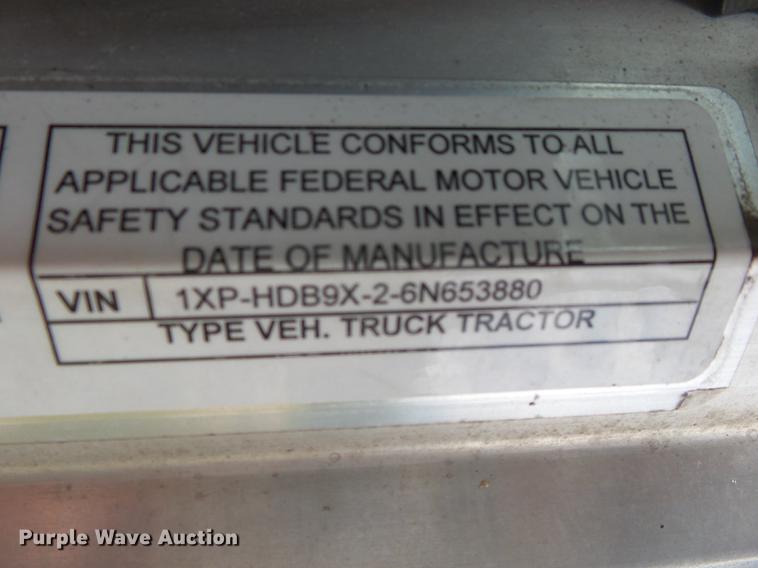 THIS VEHICLE CONFORMS TO ALL
APPLICABLE FEDERAL MOTOR VEHICLE
SAFETY STANDARDS IN EFFECT ON THE
DATE OF MANUFACTURE
VIN 1XP-HDB9X-2-6N653880
TYPE VEH. TRUCK TRACTOR
Purple Wave Auction